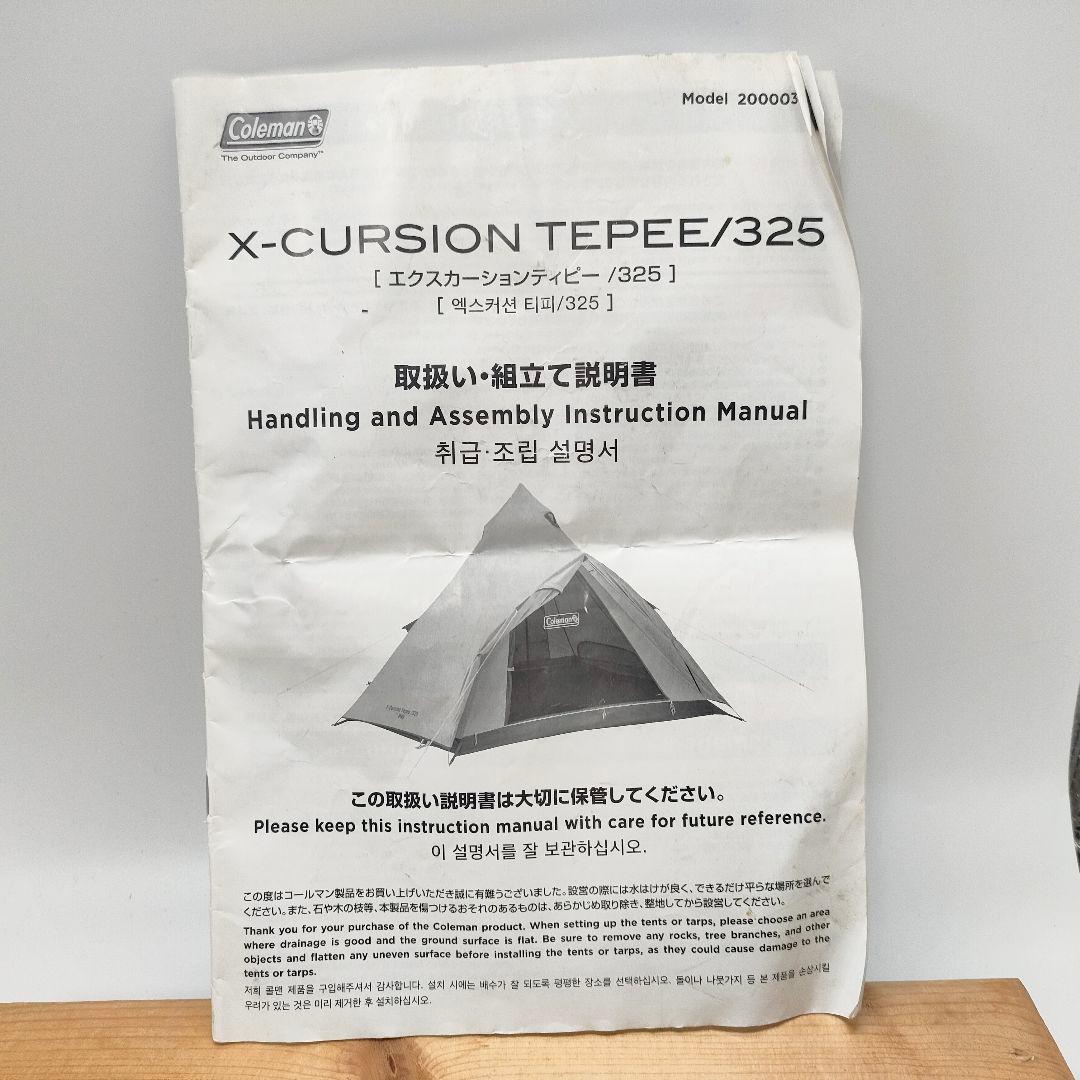 Model 200003
Coleman
The Outdoor Company™
X-CURSION TEPEE/325
[ エクスカーションティピー /325 ]
[ 엑스커션 티피/325 ]
取扱い・組立て説明書
Handling and Assembly Instruction Manual
취급·조립 설명서
Coleman
X-Cursion Tepee /325
この取扱い説明書は大切に保管してください。
Please keep this instruction manual with care for future reference.
이 설명서를 잘 보관하십시오.
この度はコールマン製品をお買い上げいただき誠に有難うございました。設営の際には水はけが良く、できるだけ平らな場所を選んで
ください。また、石や木の枝等、本製品を傷つけるおそれのあるものは、あらかじめ取り除き、整地してから設営してください。
Thank you for your purchase of the Coleman product. When setting up the tents or tarps, please choose an area
where drainage is good and the ground surface is flat. Be sure to remove any rocks, tree branches, and other
objects and flatten any uneven surface before installing the tents or tarps, as they could cause damage to the
tents or tarps.
저희 콜맨 제품을 구입해주셔서 감사합니다. 설치 시에는 배수가 잘 되도록 평평한 장소를 선택하십시오. 돌이나 나뭇가지 등 본 제품을 손상시킬
우려가 있는 것은 미리 제거한 후 설치하십시오.